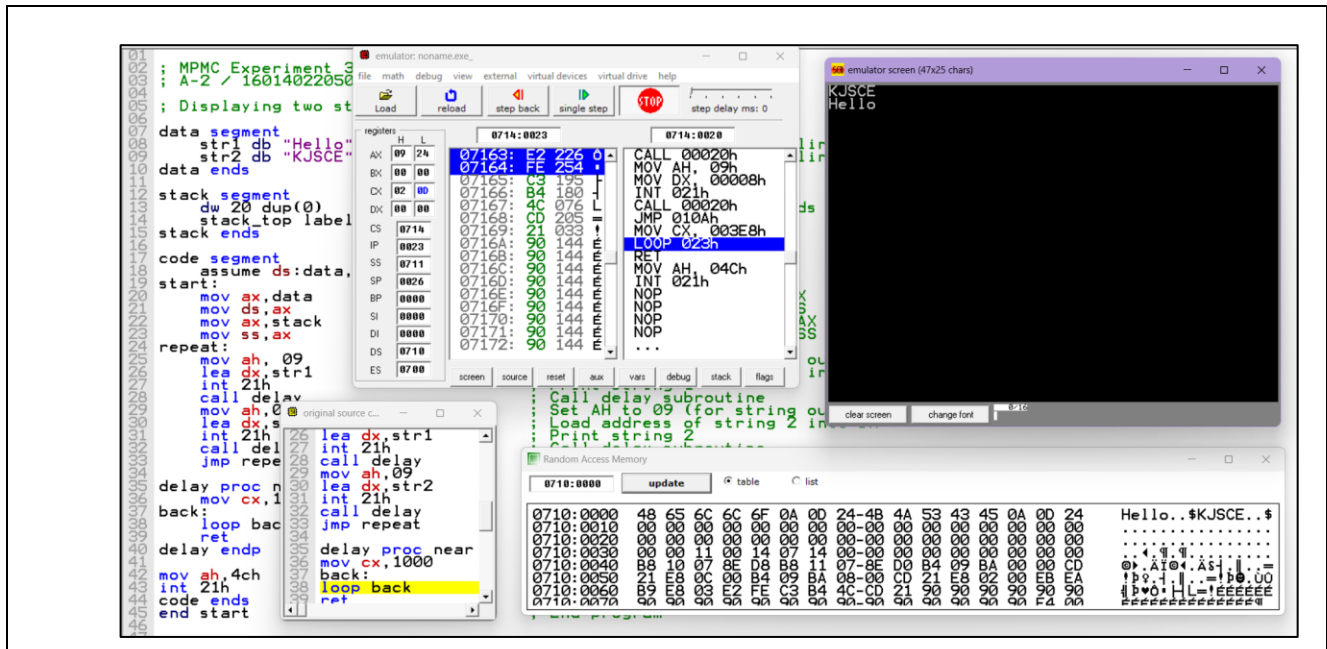 01
02 ; MPMC Experiment 3
03 ; A-2 / 16014022050
04
05 ; Displaying two st
06
07 data segment
08 str1 db "Hello"
09 str2 db "KJSCE"
10 data ends
11
12 stack segment
13 dw 20 dup(0)
14 stack_top label
15 stack ends
16
17 code segment
18 assume ds:data,
19 start:
20 mov ax,data
21 mov ds,ax
22 mov ax,stack
23 mov ss,ax
24 repeat:
25 mov ah, 09
26 lea dx,str1
27 int 21h
28 call delay
29 mov ah,0
30 lea dx,s
31 int 21h
32 call del
33 jmp repe
34
35 delay proc n
36 mov cx,1
37 back:
38 loop bac
39 ret
40 delay endp
41
42 mov ah,4ch
43 int 21h
44 code ends
45 end start
46
; Call delay subroutine
; Set AH to 09 (for string ou
; Load address of string 2 in
; Print string 2
; End program
emulator: noname.exe_
file math debug view external virtual devices virtual drive help
Load reload step back single step STOP step delay ms: 0
registers
H L
AX 09 24
BX 00 00
CX 02 0D
DX 00 00
CS 0714
IP 0023
SS 0711
SP 0026
BP 0000
SI 0000
DI 0000
DS 0710
ES 0700
0714:0023
07163: E2 226 Ô
07164: FE 254
07165: C3 195 ├
07166: B4 180 ┤
07167: 4C 076 L
07168: CD 205 =
07169: 21 033 !
0716A: 90 144 É
0716B: 90 144 É
0716C: 90 144 É
0716D: 90 144 É
0716E: 90 144 É
0716F: 90 144 É
07170: 90 144 É
07171: 90 144 É
07172: 90 144 É
0714:0020
CALL 00020h
MOV AH, 09h
MOV DX, 00008h
INT 021h
CALL 00020h
JMP 010Ah
MOV CX, 003E8h
LOOP 023h
RET
MOV AH, 04Ch
INT 021h
NOP
NOP
NOP
NOP
...
screen source reset aux vars debug stack flags
emulator screen (47x25 chars)
KJSCE
Hello
clear screen change font 0/16
original source c...
26 lea dx,str1
27 int 21h
28 call delay
29 mov ah,09
30 lea dx,str2
31 int 21h
32 call delay
33 jmp repeat
34
35 delay proc near
36 mov cx,1000
37 back:
38 loop back
39 ret
Random Access Memory
0710:0000 update table list
0710:0000 48 65 6C 6C 6F 0A 0D 24-4B 4A 53 43 45 0A 0D 24 Hello..$KJSCE..$
0710:0010 00 00 00 00 00 00 00 00-00 00 00 00 00 00 00 00 ................
0710:0020 00 00 00 00 00 00 00 00-00 00 00 00 00 00 00 00 ................
0710:0030 00 00 11 00 14 07 14 00-00 00 00 00 00 00 00 00
0710:0040 B8 10 07 8E D8 B8 11 07-8E D0 B4 09 BA 00 00 CD
0710:0050 21 E8 0C 00 B4 09 BA 08-00 CD 21 E8 02 00 EB EA
0710:0060 B9 E8 03 E2 FE C3 B4 4C-CD 21 90 90 90 90 90 90
0710:0070 90 90 90 90 90 90 90 90-90 90 90 90 90 90 F4 00